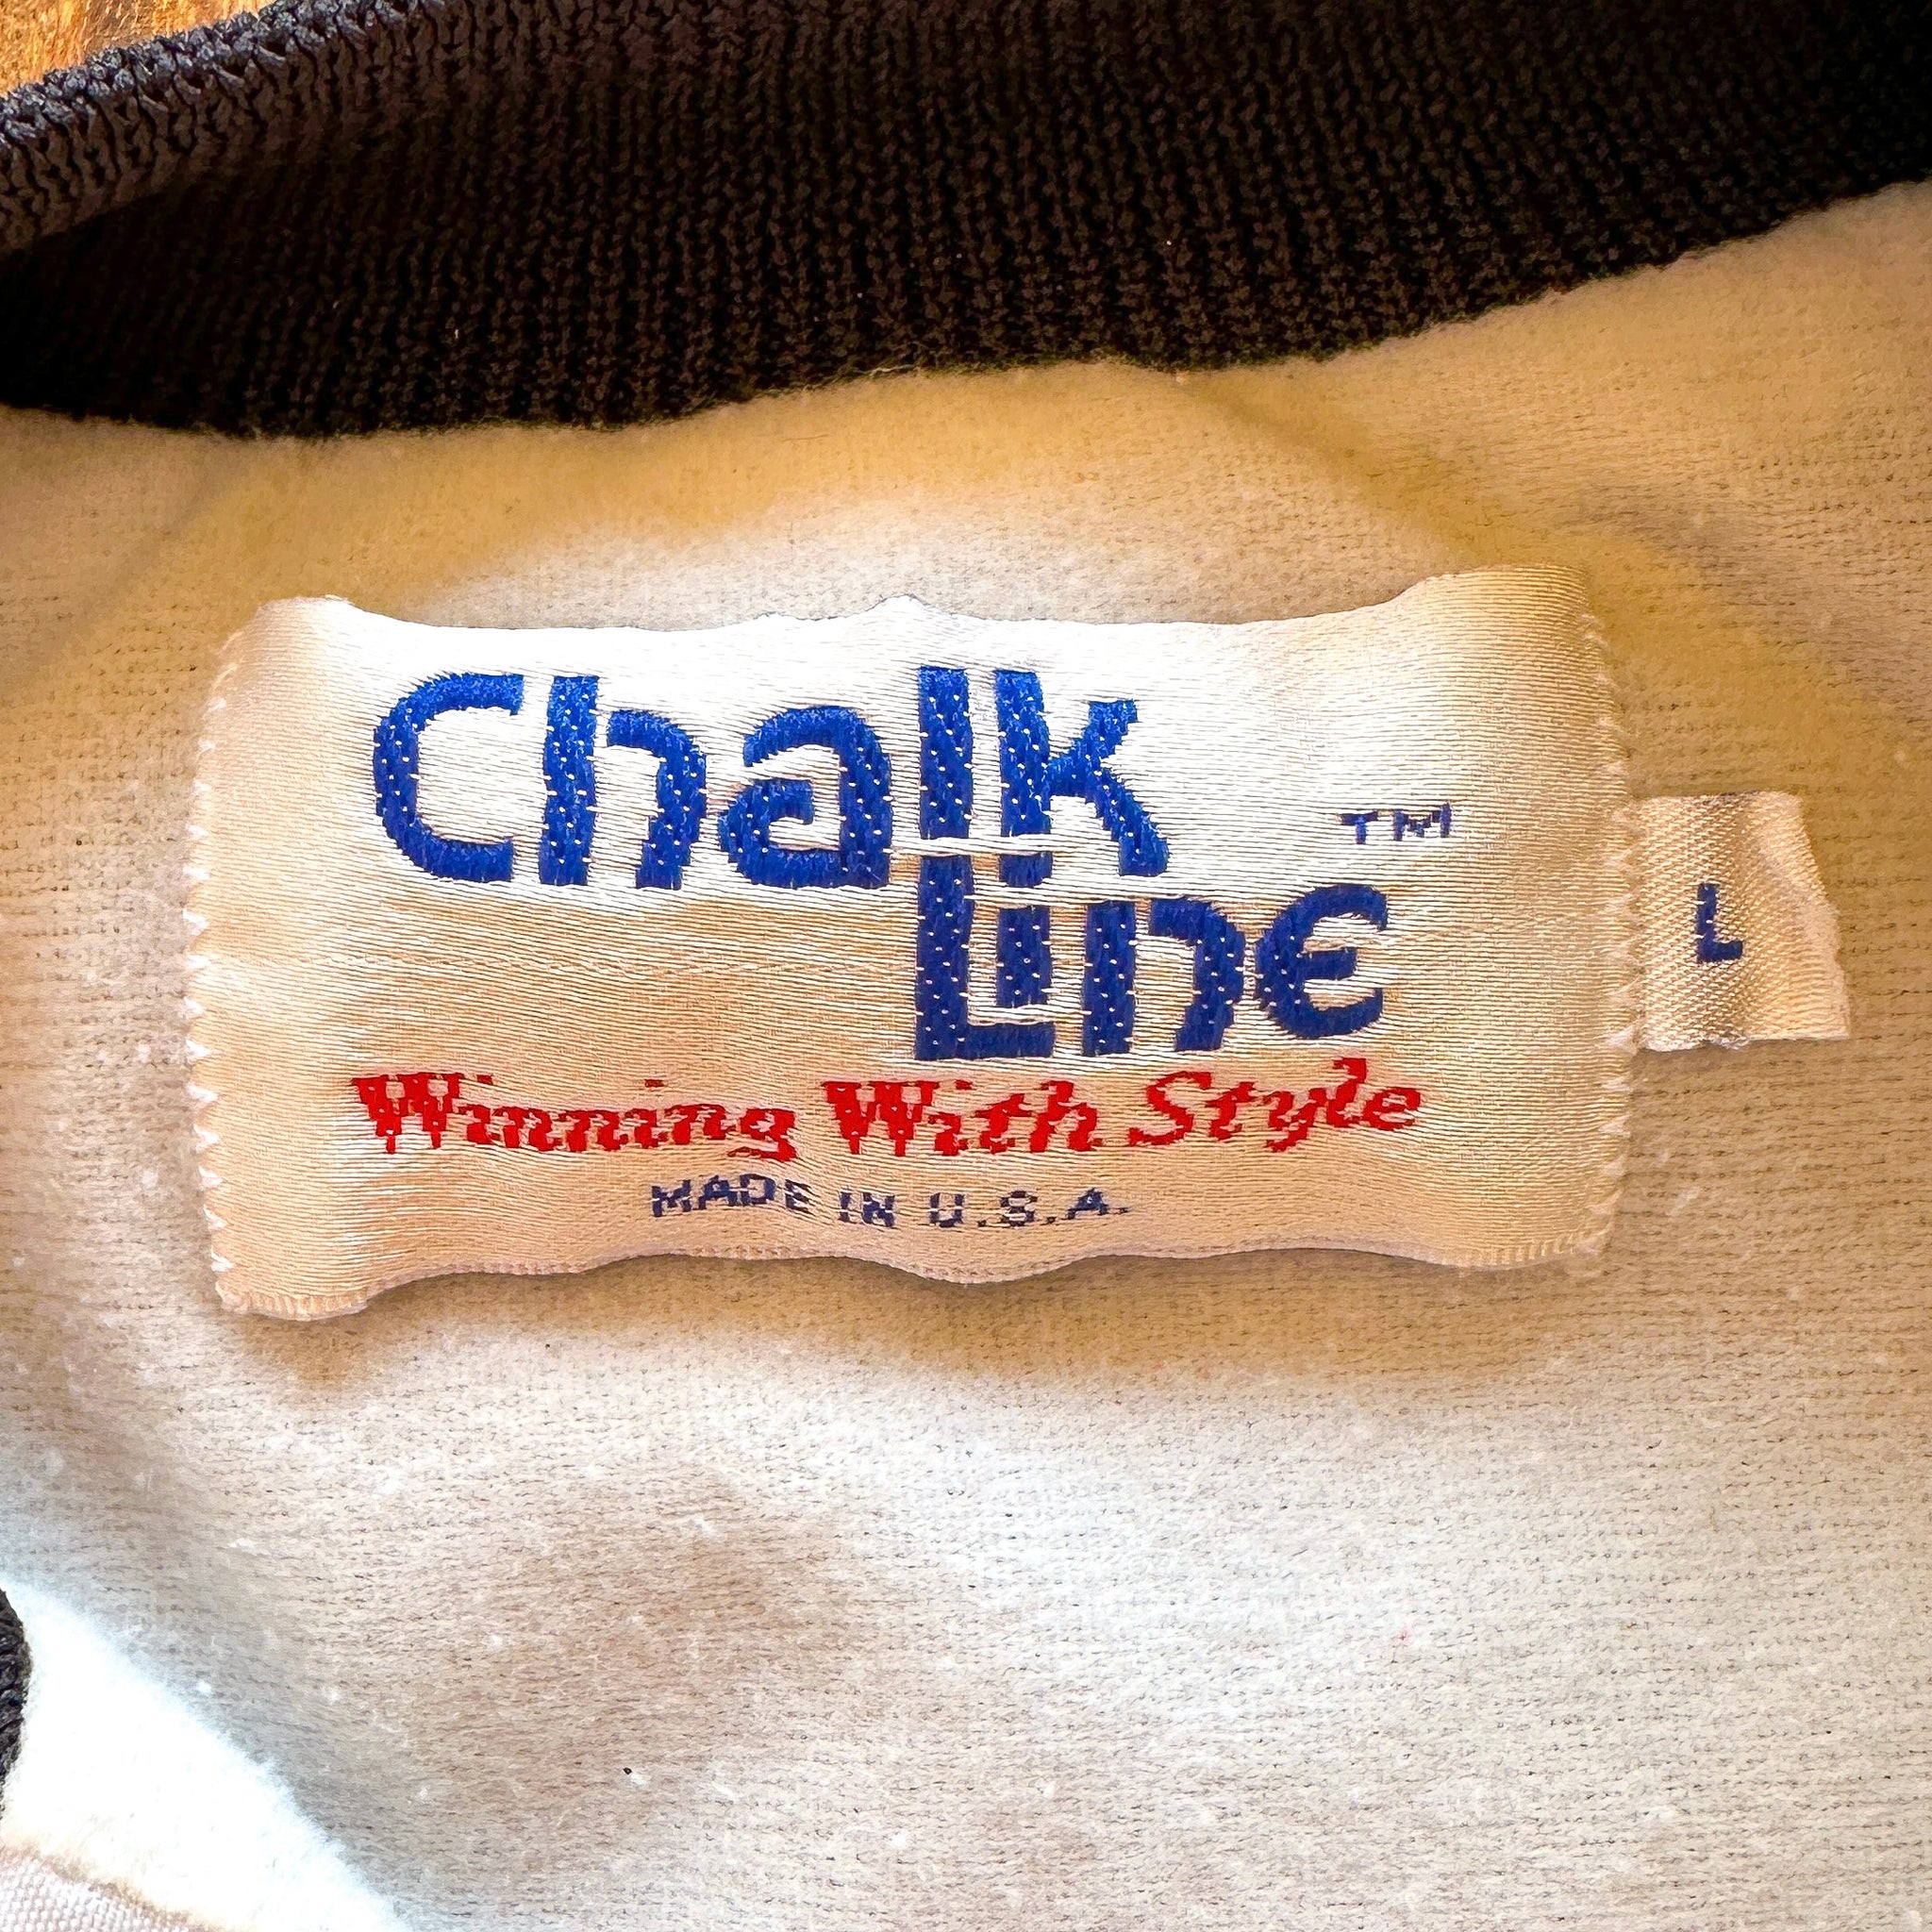 Chalk
Line
TM
Winning With Style
MADE IN U.S.A.
L